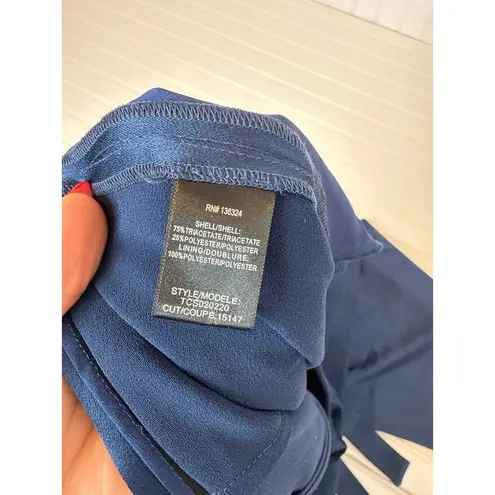 RN# 136324
SHELL/SHELL:
75%TRIACETATE/TRIACETATE
25%POLYESTER/POLYESTER
LINING/DOUBLURE:
100%POLYESTER/POLYESTER
STYLE/MODELE:
TCSD20220
CUT/COUPE:15147